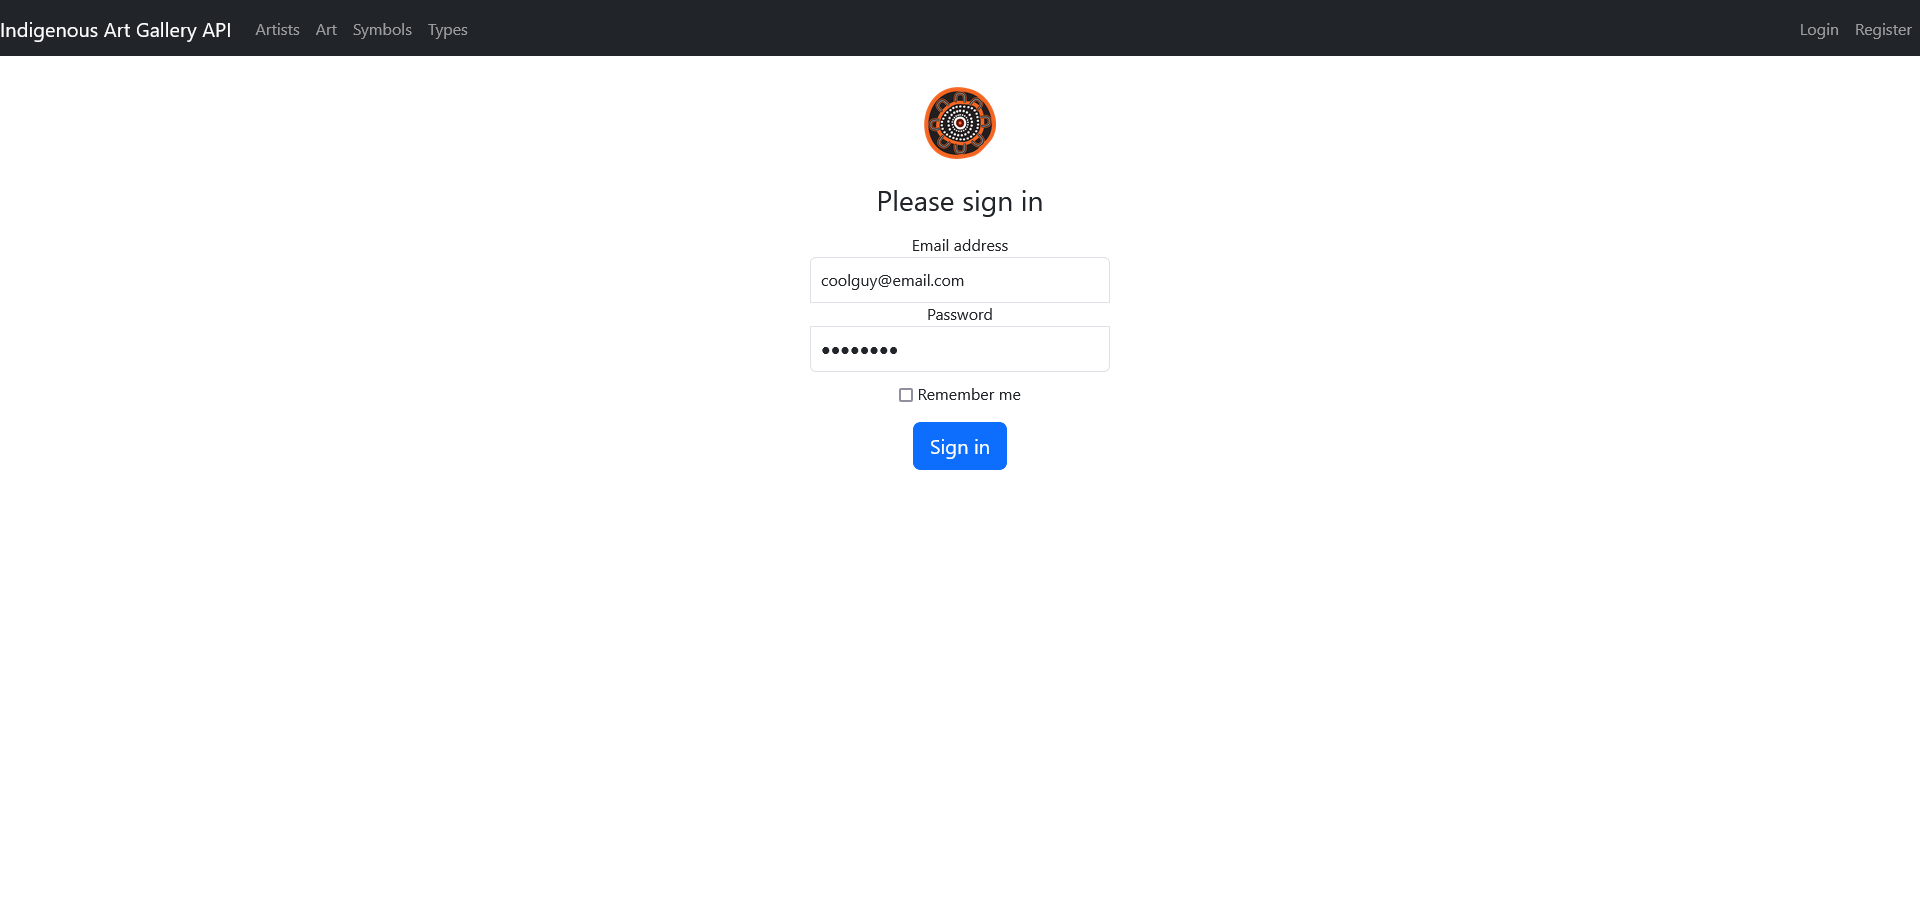 Indigenous Art Gallery API Artists Art Symbols Types Login Register
Please sign in
Email address
coolguy@email.com
Password
●●●●●●●●
Remember me
Sign in